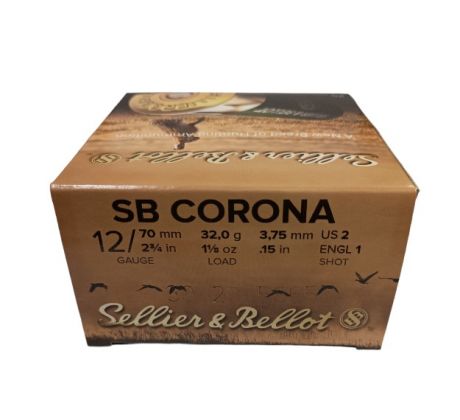 A New Breed of Hunting Ammunition
Sellier & Bellot
SB CORONA
12/ 70 mm 32,0 g 3,75 mm US 2
2¾ in 1⅛ oz .15 in ENGL 1
GAUGE LOAD SHOT
Sellier & Bellot